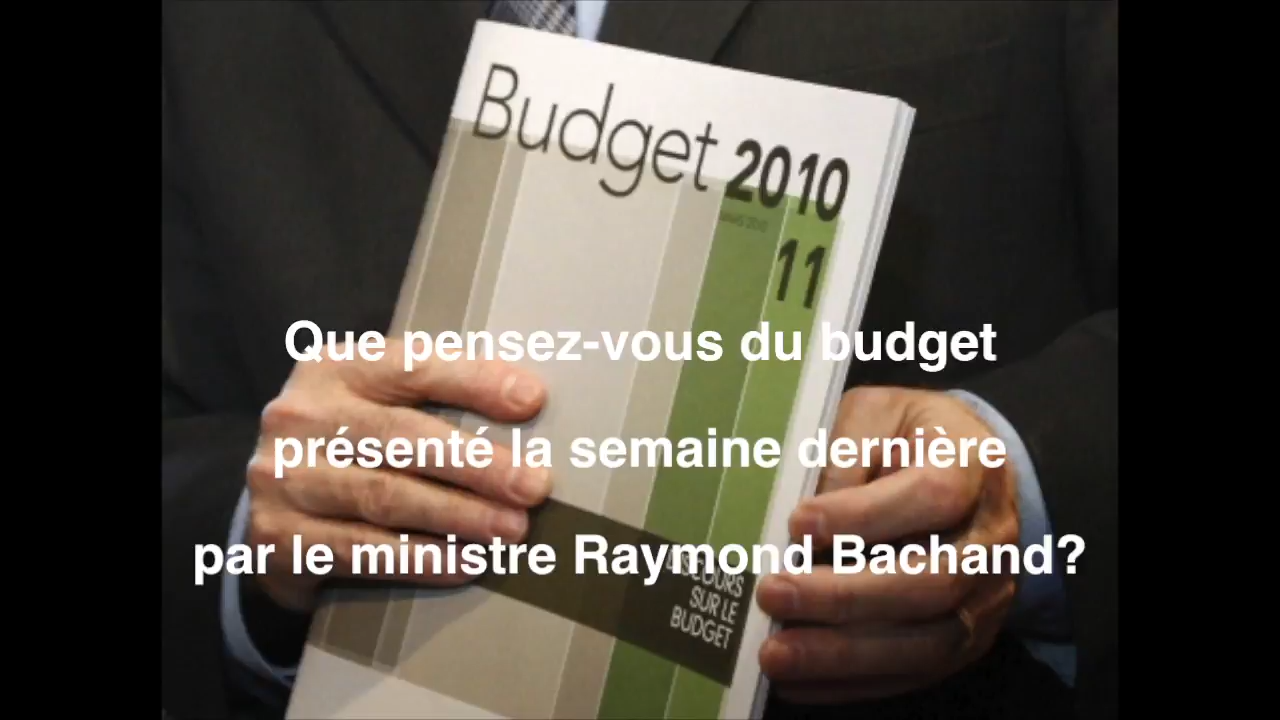 Budget 2010
11
Que pensez-vous du budget
présenté la semaine dernière
par le ministre Raymond Bachand?
DISCOURS
SUR LE
BUDGET